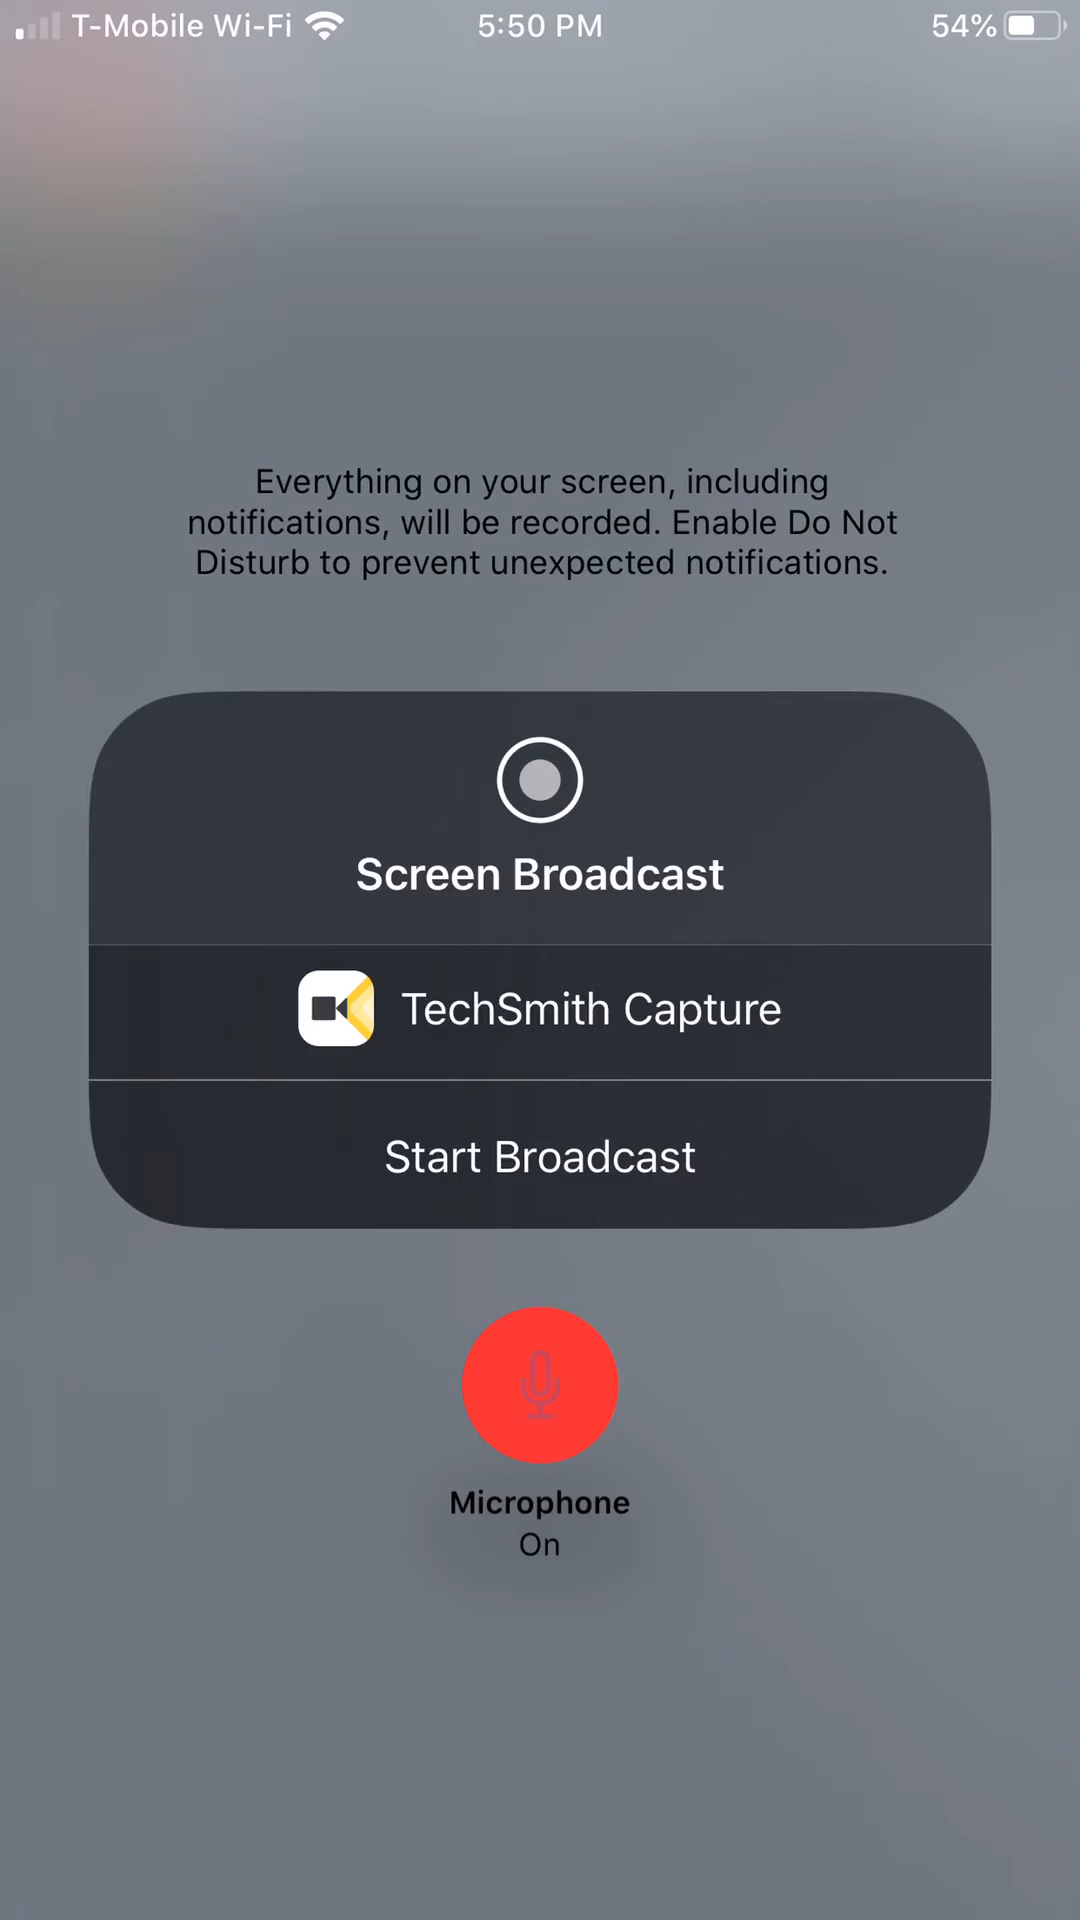 T-Mobile Wi-Fi 5:50 PM 54%
Everything on your screen, including
notifications, will be recorded. Enable Do Not
Disturb to prevent unexpected notifications.
Screen Broadcast
TechSmith Capture
Start Broadcast
Microphone
On